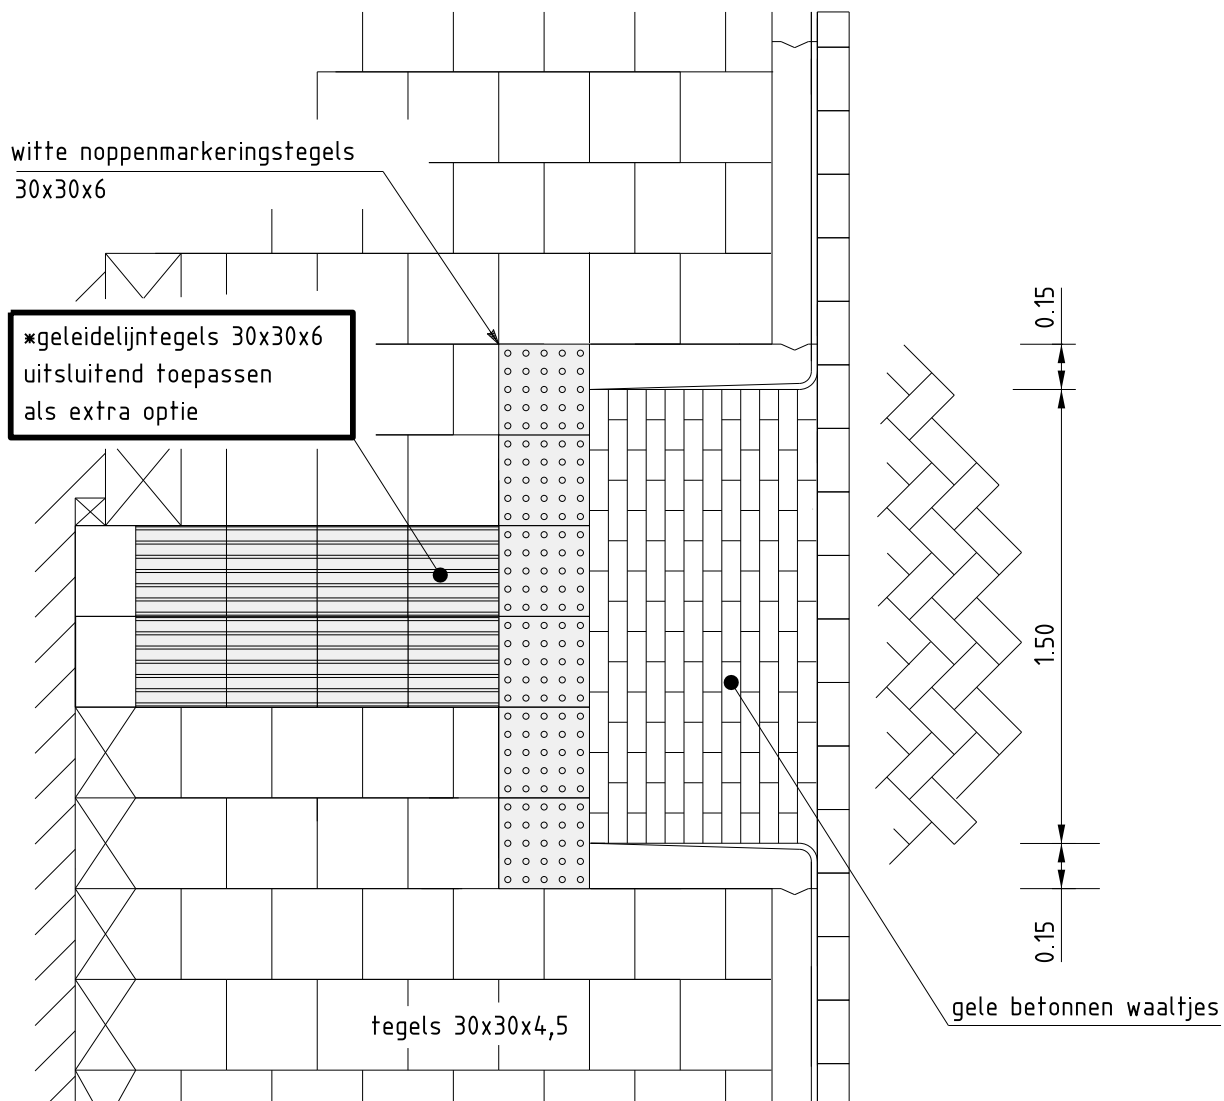 witte noppenmarkeringstegels
30x30x6
*geleidelijntegels 30x30x6
uitsluitend toepassen
als extra optie
0.15
1.50
0.15
gele betonnen waaltjes
tegels 30x30x4,5